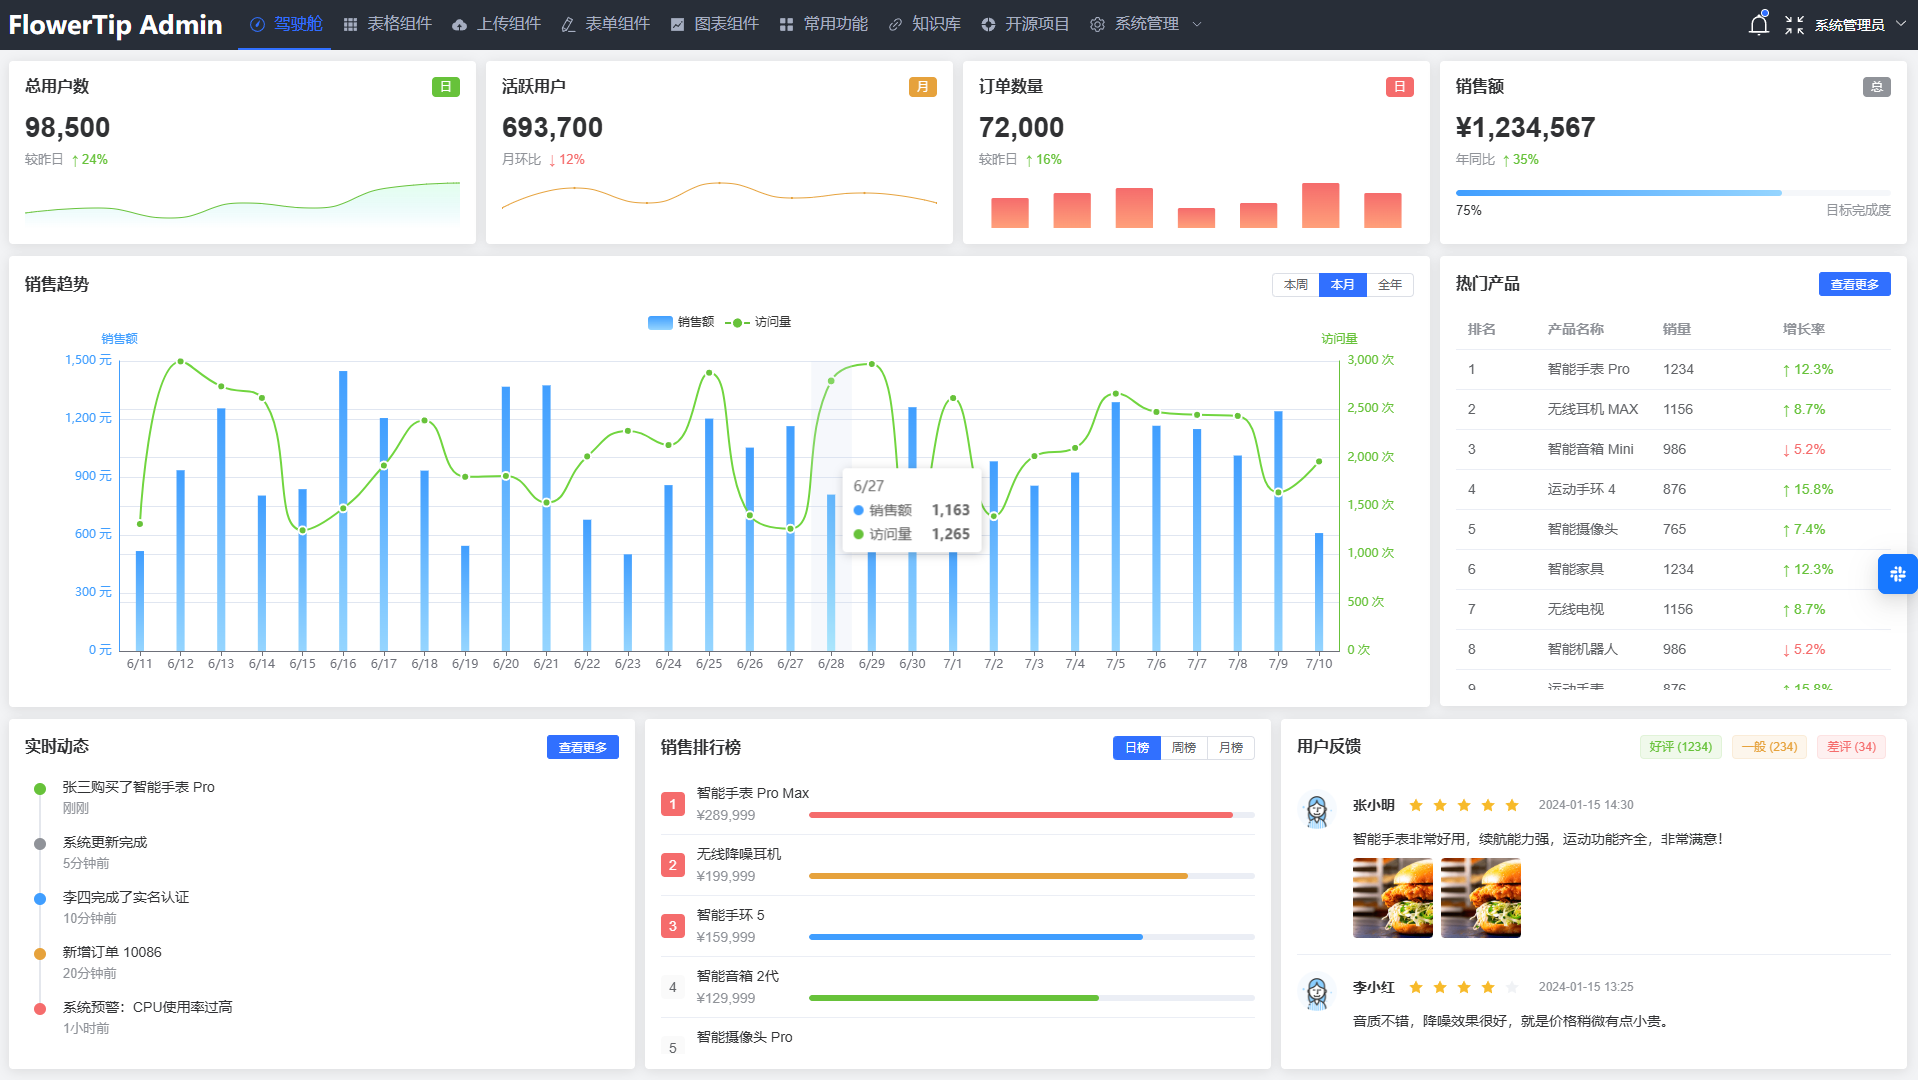 FlowerTip Admin
驾驶舱
表格组件
上传组件
表单组件
图表组件
常用功能
知识库
开源项目
系统管理
系统管理员
总用户数
日
98,500
较昨日 ↑ 24%
活跃用户
月
693,700
月环比 ↓ 12%
订单数量
日
72,000
较昨日 ↑ 16%
销售额
总
¥1,234,567
年同比 ↑ 35%
75%
目标完成度
销售趋势
本周 本月 全年
销售额 访问量
销售额
访问量
1,500 元
1,200 元
900 元
600 元
300 元
0 元
3,000 次
2,500 次
2,000 次
1,500 次
1,000 次
500 次
0 次
6/27
销售额 1,163
访问量 1,265
6/11 6/12 6/13 6/14 6/15 6/16 6/17 6/18 6/19 6/20 6/21 6/22 6/23 6/24 6/25 6/26 6/27 6/28 6/29 6/30 7/1 7/2 7/3 7/4 7/5 7/6 7/7 7/8 7/9 7/10
热门产品
查看更多
排名 产品名称 销量 增长率
1 智能手表 Pro 1234 ↑ 12.3%
2 无线耳机 MAX 1156 ↑ 8.7%
3 智能音箱 Mini 986 ↓ 5.2%
4 运动手环 4 876 ↑ 15.8%
5 智能摄像头 765 ↑ 7.4%
6 智能家具 1234 ↑ 12.3%
7 无线电视 1156 ↑ 8.7%
8 智能机器人 986 ↓ 5.2%
9 运动手表 876 ↑ 15.8%
实时动态
查看更多
张三购买了智能手表 Pro
刚刚
系统更新完成
5分钟前
李四完成了实名认证
10分钟前
新增订单 10086
20分钟前
系统预警：CPU使用率过高
1小时前
销售排行榜
日榜 周榜 月榜
1
智能手表 Pro Max
¥289,999
2
无线降噪耳机
¥199,999
3
智能手环 5
¥159,999
4
智能音箱 2代
¥129,999
5
智能摄像头 Pro
用户反馈
好评 (1234)
一般 (234)
差评 (34)
张小明
2024-01-15 14:30
智能手表非常好用，续航能力强，运动功能齐全，非常满意！
李小红
2024-01-15 13:25
音质不错，降噪效果很好，就是价格稍微有点小贵。